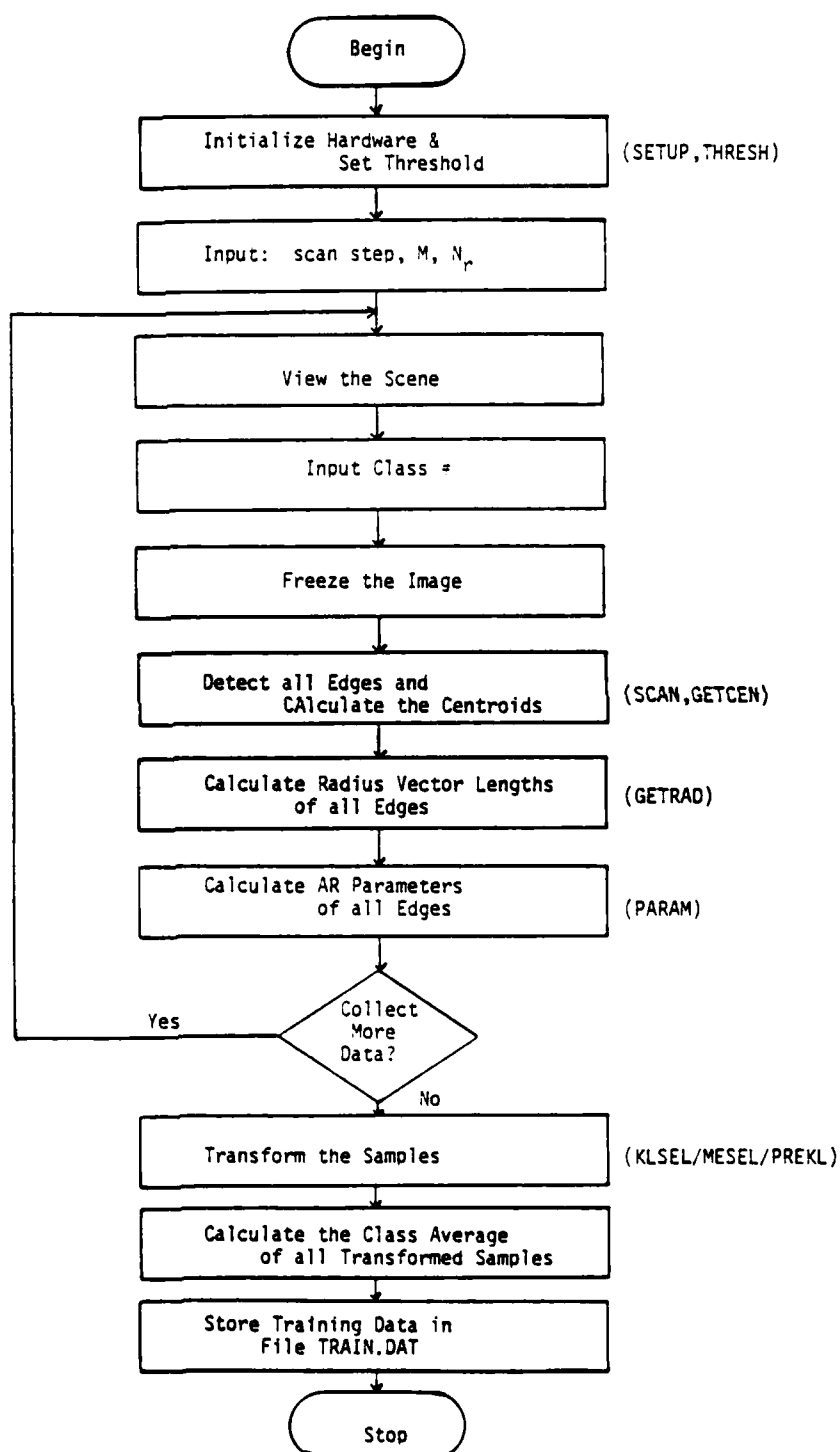 Begin
Initialize Hardware &
Set Threshold
(SETUP,THRESH)
Input: scan step, M, N_r
View the Scene
Input Class #
Freeze the Image
Detect all Edges and
CAlculate the Centroids
(SCAN,GETCEN)
Calculate Radius Vector Lengths
of all Edges
(GETRAD)
Calculate AR Parameters
of all Edges
(PARAM)
Collect
More
Data?
Yes
No
Transform the Samples
(KLSEL/MESEL/PREKL)
Calculate the Class Average
of all Transformed Samples
Store Training Data in
File TRAIN.DAT
Stop